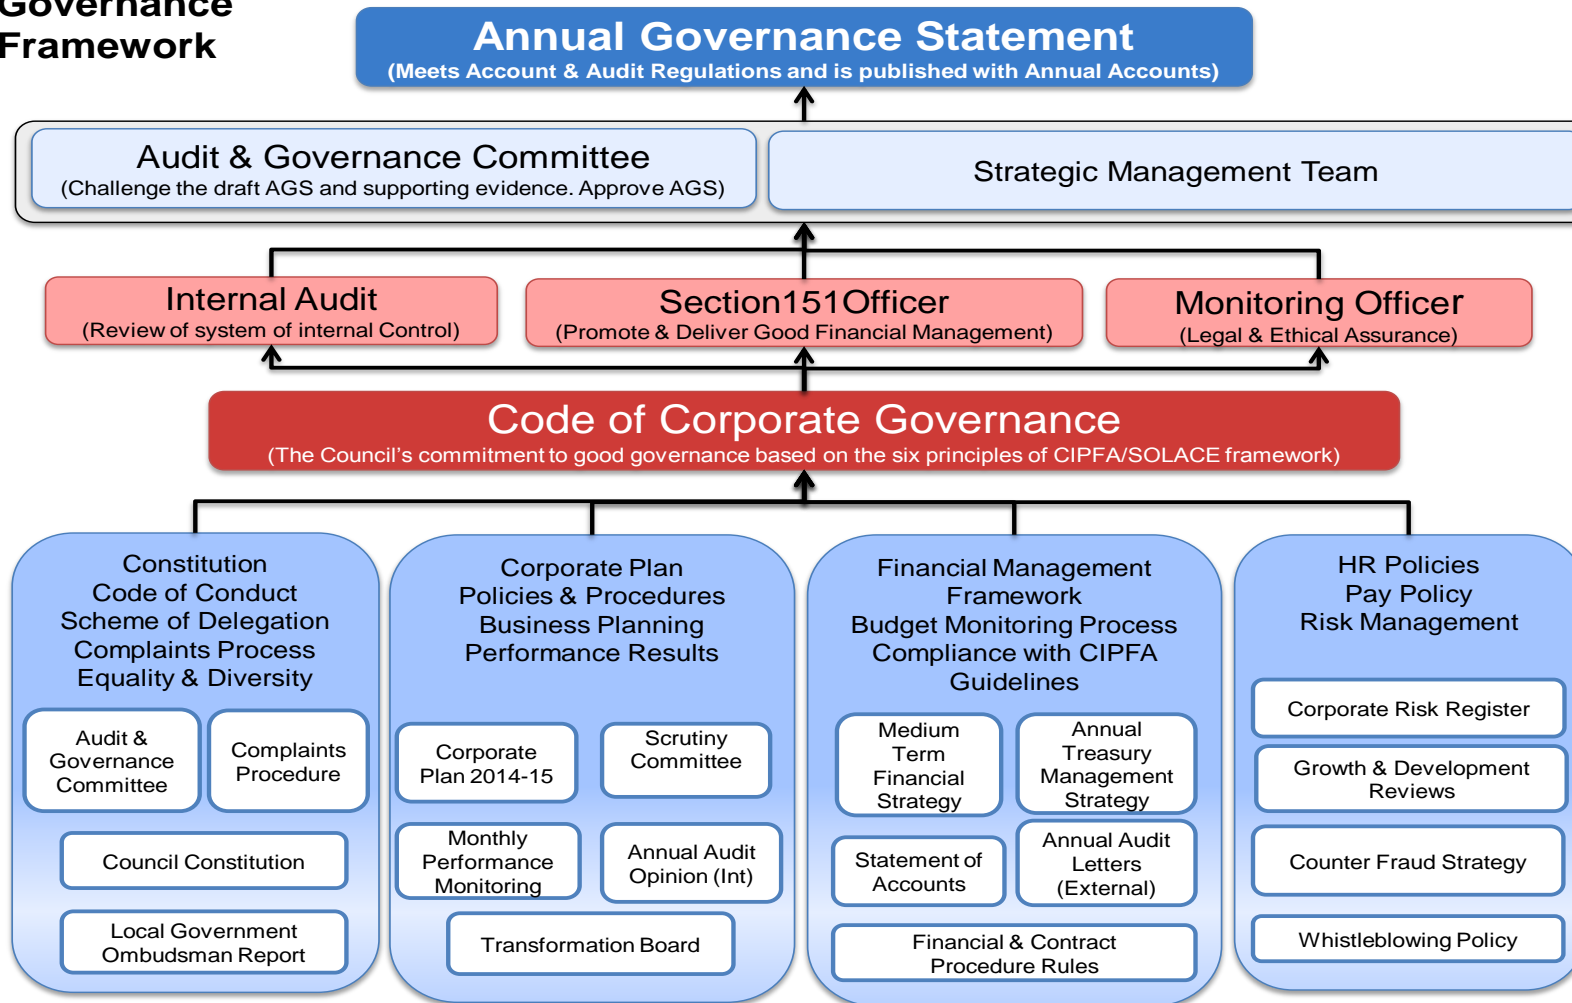 Governance
Framework
Annual Governance Statement
(Meets Account & Audit Regulations and is published with Annual Accounts)
Audit & Governance Committee
(Challenge the draft AGS and supporting evidence. Approve AGS)
Strategic Management Team
Internal Audit
(Review of system of internal Control)
Section151Officer
(Promote & Deliver Good Financial Management)
Monitoring Officer
(Legal & Ethical Assurance)
Code of Corporate Governance
(The Council's commitment to good governance based on the six principles of CIPFA/SOLACE framework)
Constitution
Code of Conduct
Scheme of Delegation
Complaints Process
Equality & Diversity
Audit &
Governance
Committee
Complaints
Procedure
Council Constitution
Local Government
Ombudsman Report
Corporate Plan
Policies & Procedures
Business Planning
Performance Results
Corporate
Plan 2014-15
Scrutiny
Committee
Monthly
Performance
Monitoring
Annual Audit
Opinion (Int)
Transformation Board
Financial Management
Framework
Budget Monitoring Process
Compliance with CIPFA
Guidelines
Medium
Term
Financial
Strategy
Annual
Treasury
Management
Strategy
Statement of
Accounts
Annual Audit
Letters
(External)
Financial & Contract
Procedure Rules
HR Policies
Pay Policy
Risk Management
Corporate Risk Register
Growth & Development
Reviews
Counter Fraud Strategy
Whistleblowing Policy